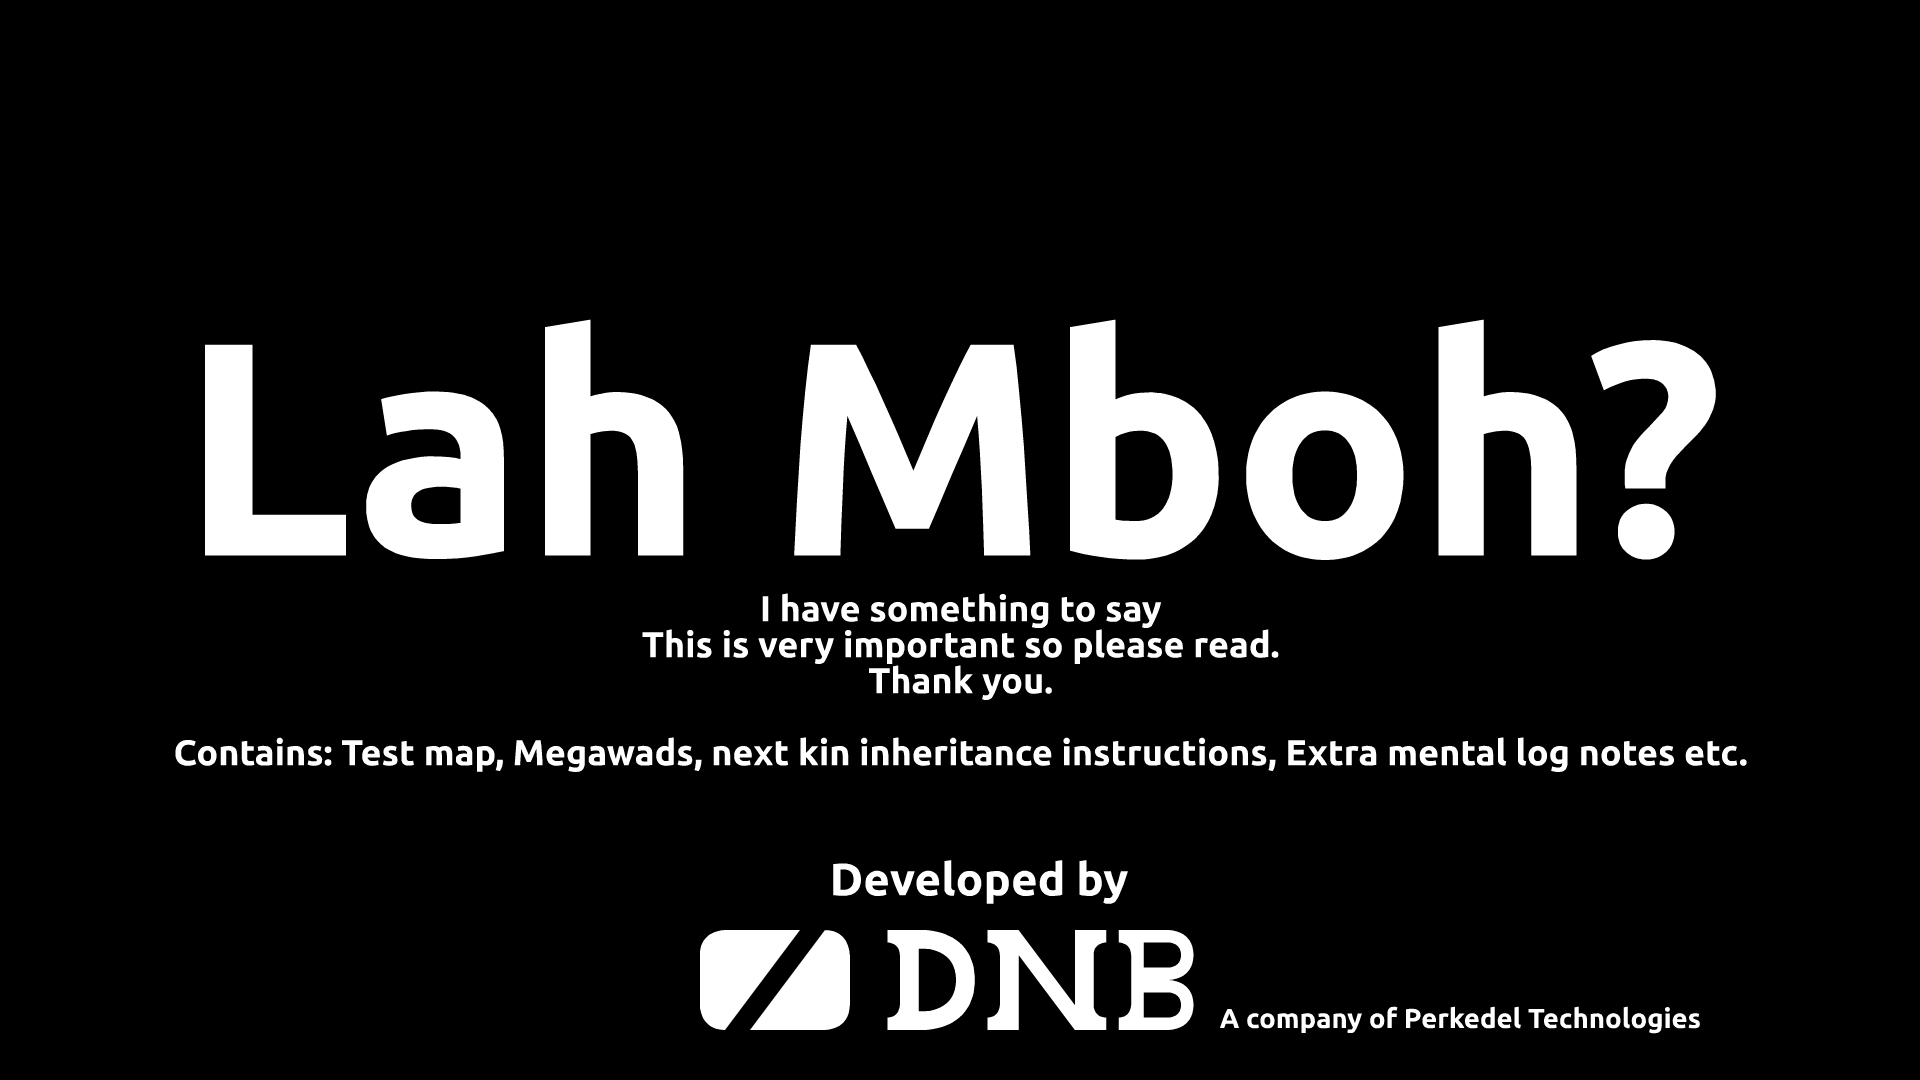 Lah Mboh?
I have something to say
This is very important so please read.
Thank you.
Contains: Test map, Megawads, next kin inheritance instructions, Extra mental log notes etc.
Developed by
DNB
A company of Perkedel Technologies